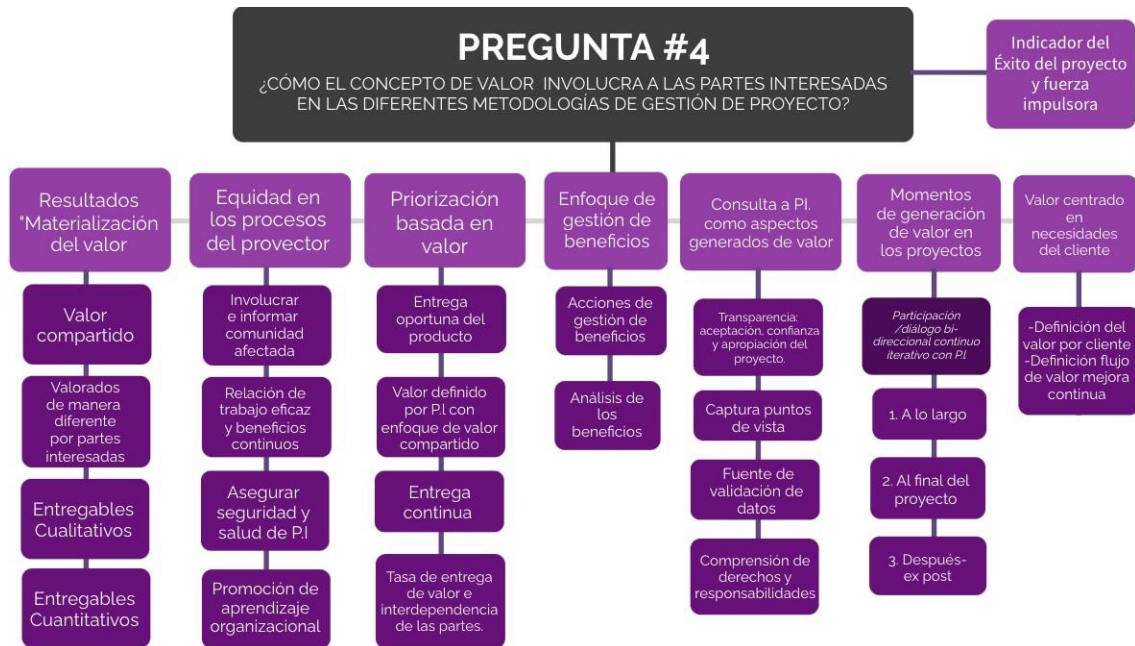 PREGUNTA #4
¿CÓMO EL CONCEPTO DE VALOR INVOLUCRA A LAS PARTES INTERESADAS
EN LAS DIFERENTES METODOLOGÍAS DE GESTIÓN DE PROYECTO?
Indicador del
Éxito del proyecto
y fuerza
impulsora
Resultados
"Materialización
del valor
Valor
compartido
Valorados
de manera
diferente
por partes
interesadas
Entregables
Cualitativos
Entregables
Cuantitativos
Equidad en
los procesos
del provector
Involucrar
e informar
comunidad
afectada
Relación de
trabajo eficaz
y beneficios
continuos
Asegurar
seguridad y
salud de P.I
Promoción de
aprendizaje
organizacional
Priorización
basada en
valor
Entrega
oportuna del
producto
Valor definido
por P.I con
enfoque de valor
compartido
Entrega
continua
Tasa de entrega
de valor e
interdependencia
de las partes.
Enfoque de
gestión de
beneficios
Acciones de
gestión de
beneficios
Análisis de
los
beneficios
Consulta a PI.
como aspectos
generados de valor
Transparencia:
aceptación, confianza
y apropiación del
proyecto.
Captura puntos
de vista
Fuente de
validación de
datos
Comprensión de
derechos y
responsabilidades
Momentos
de generación
de valor en
los proyectos
Participación
/diálogo bi-
direccional continuo
iterativo con P.I
1. A lo largo
2. Al final del
proyecto
3. Después-
ex post
Valor centrado
en
necesidades
del cliente
-Definición del
valor por cliente
-Definición flujo
de valor mejora
continua